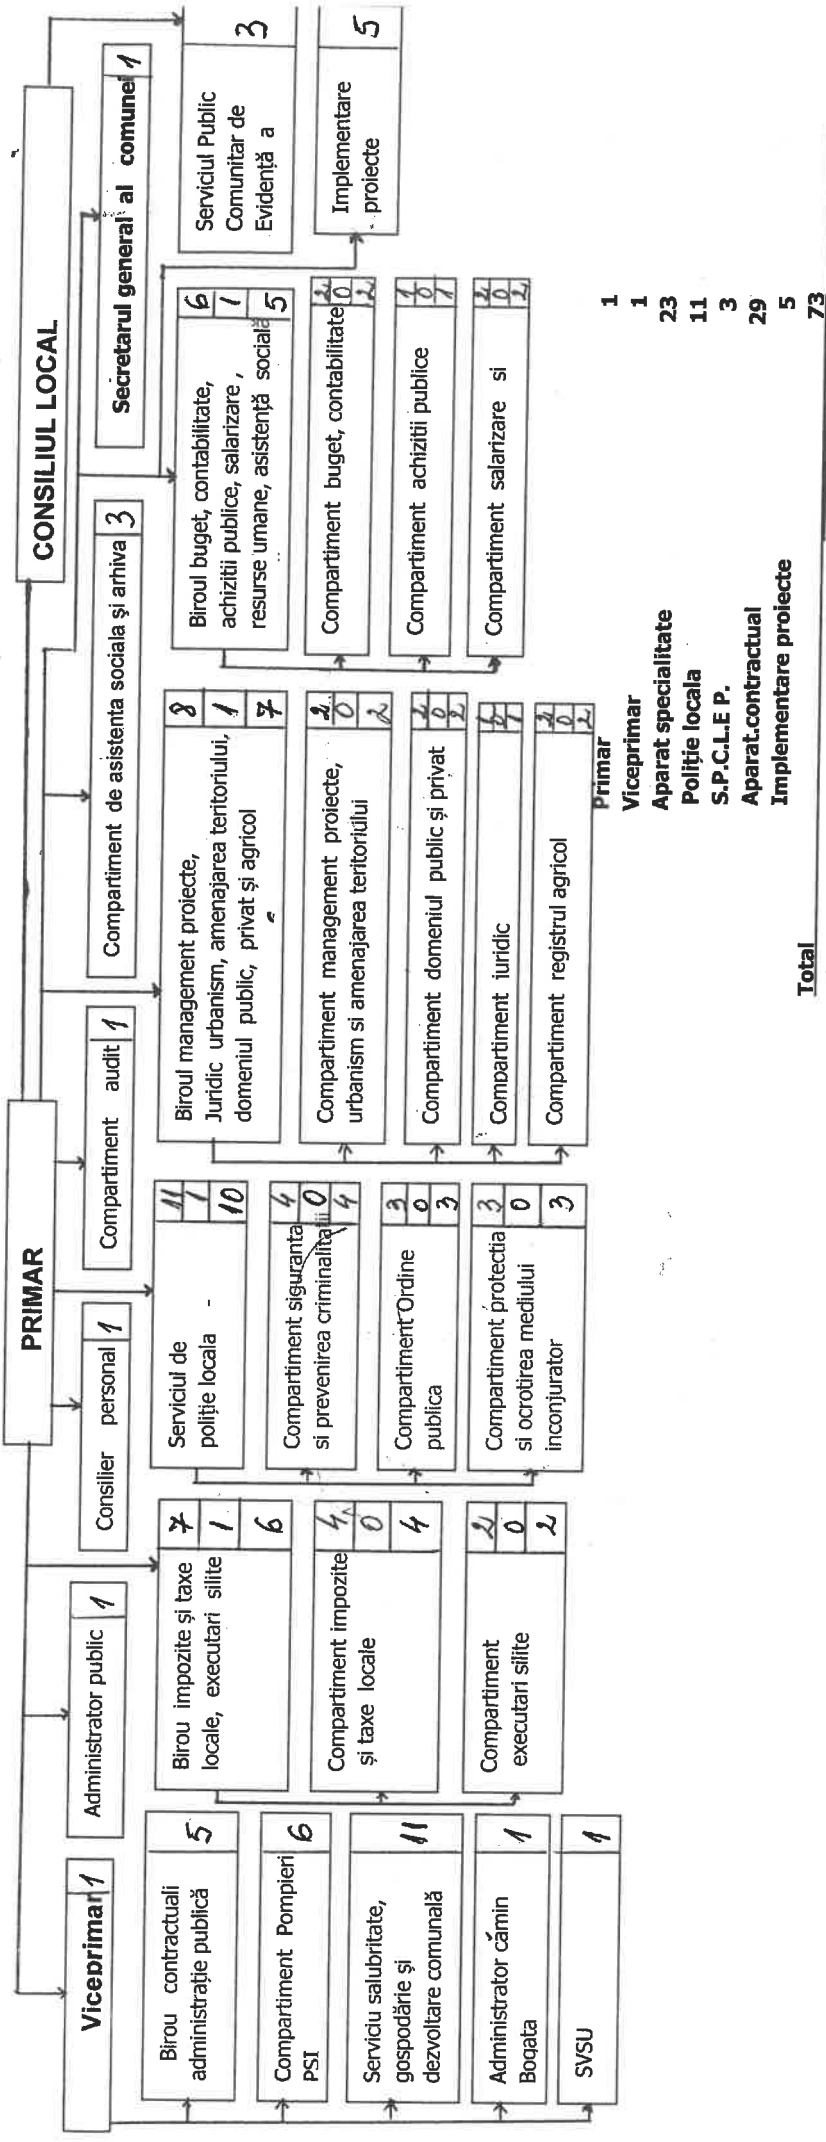 PRIMAR
CONSILIUL LOCAL
Viceprimar 1
Administrator public 1
Consilier personal 1
Compartiment audit 1
Compartiment de asistenta sociala și arhiva 3
Secretarul general al comunei 1
Birou contractuali
administrație publică
5
Compartiment Pompieri
PSI
6
Serviciu salubritate,
gospodărie și
dezvoltare comunală
11
Administrator cămin
Bogata
1
SVSU
1
Birou impozite și taxe
locale, executari silite
7
1
6
Compartiment impozite
și taxe locale
4
0
4
Compartiment
executari silite
2
0
2
Serviciul de
poliție locala -
11
1
10
Compartiment siguranta
si prevenirea criminalitatii
4
0
4
Compartiment Ordine
publica
3
0
3
Compartiment protectia
si ocrotirea mediului
inconjurator
3
0
3
Biroul management proiecte,
Juridic urbanism, amenajarea teritoriului,
domeniul public, privat și agricol
8
1
7
Compartiment management proiecte,
urbanism si amenajarea teritoriului
2
0
2
Compartiment domeniul public și privat
2
0
2
Compartiment iuridic
1
0
1
Compartiment registrul agricol
2
0
2
Biroul buget, contabilitate,
achizitii publice, salarizare,
resurse umane, asistență socială
6
1
5
Compartiment buget, contabilitate
2
0
2
Compartiment achizitii publice
1
0
1
Compartiment salarizare si
2
0
2
Serviciul Public
Comunitar de
Evidență a
3
Implementare
proiecte
5
Primar 1
Viceprimar 1
Aparat specialitate 23
Poliție locala 11
S.P.C.L.E P. 3
Aparat.contractual 29
Implementare proiecte 5
Total 73